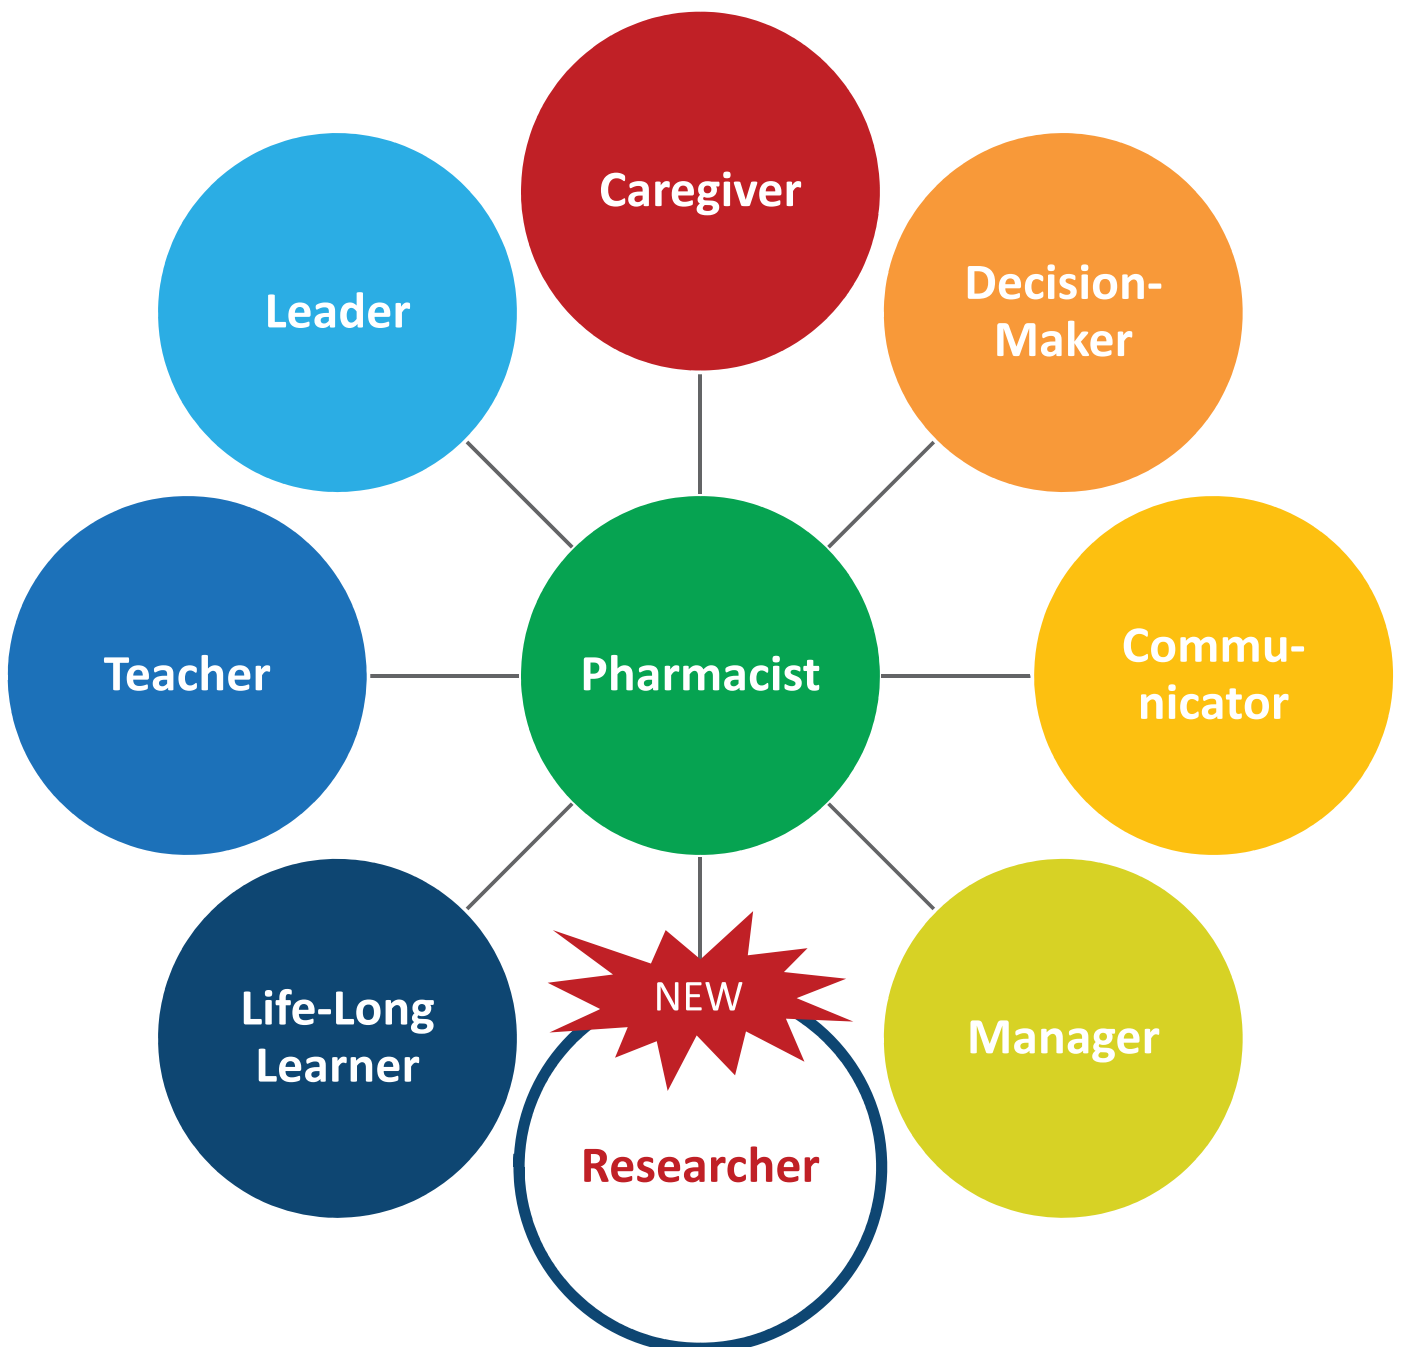 Caregiver
Decision-
Maker
Commu-
nicator
Manager
NEW
Researcher
Life-Long
Learner
Teacher
Leader
Pharmacist